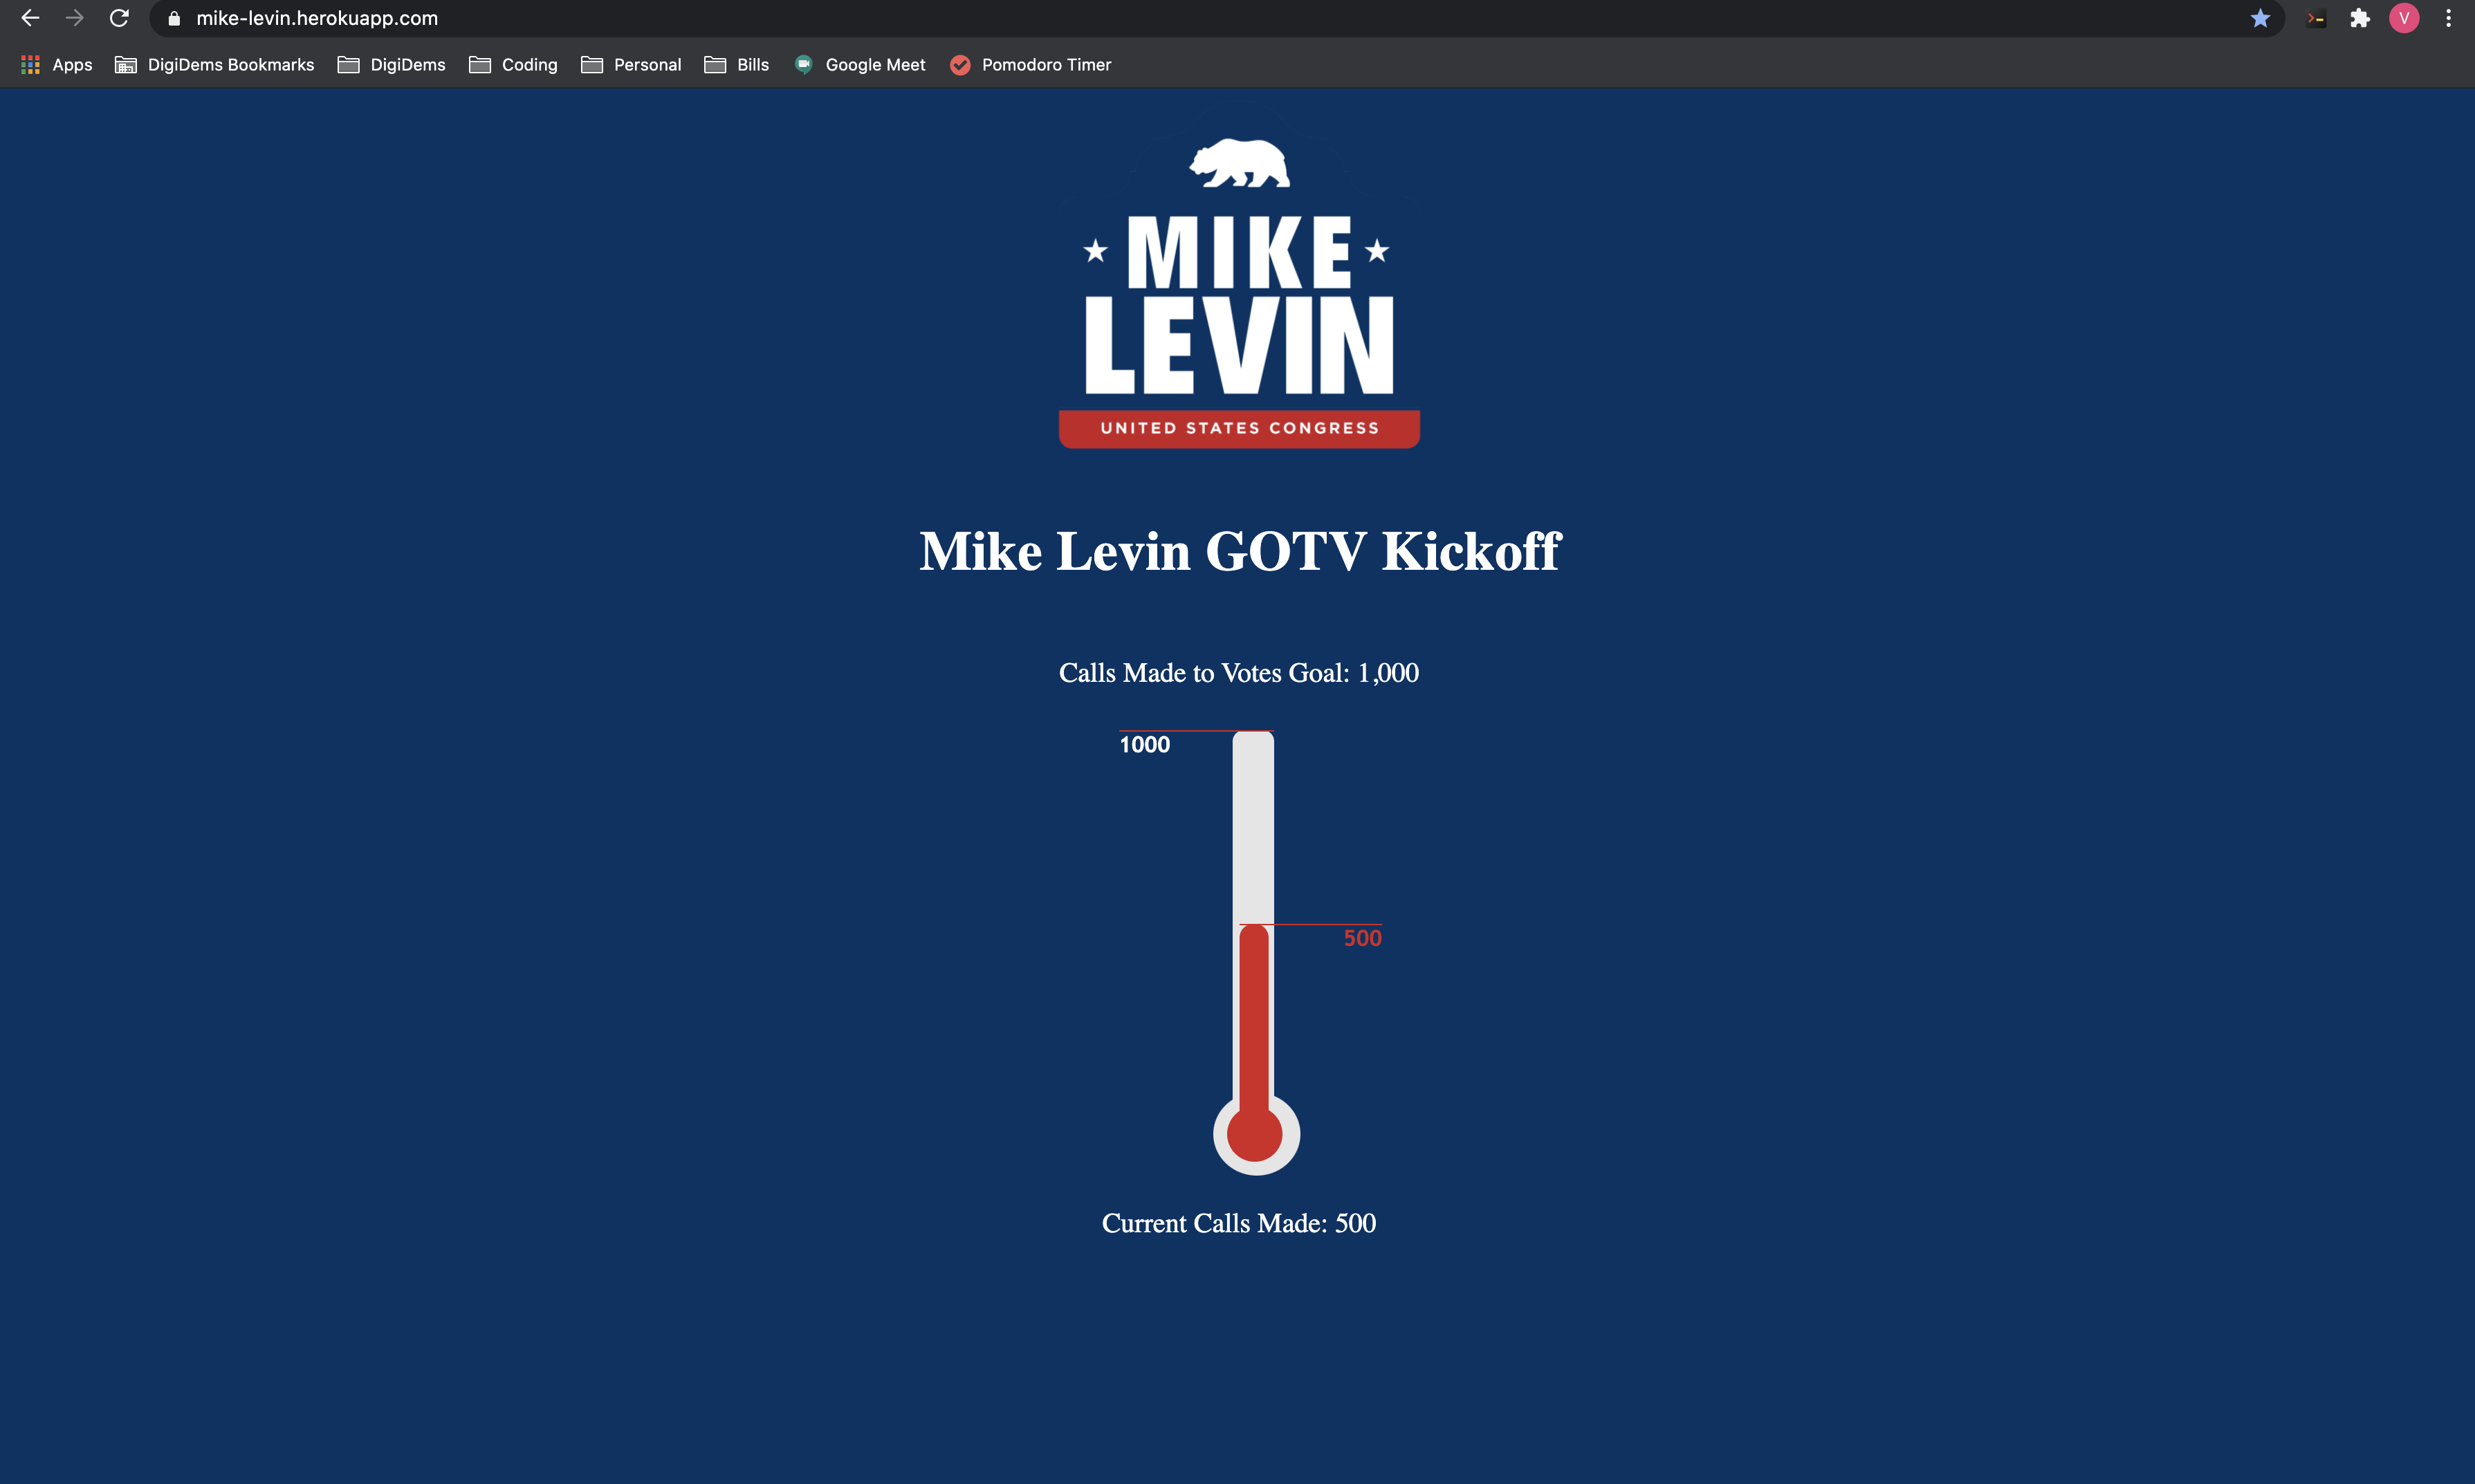 mike-levin.herokuapp.com
V
Apps DigiDems Bookmarks DigiDems Coding Personal Bills Google Meet Pomodoro Timer
MIKE
LEVIN
UNITED STATES CONGRESS
Mike Levin GOTV Kickoff
Calls Made to Votes Goal: 1,000
1000
500
Current Calls Made: 500